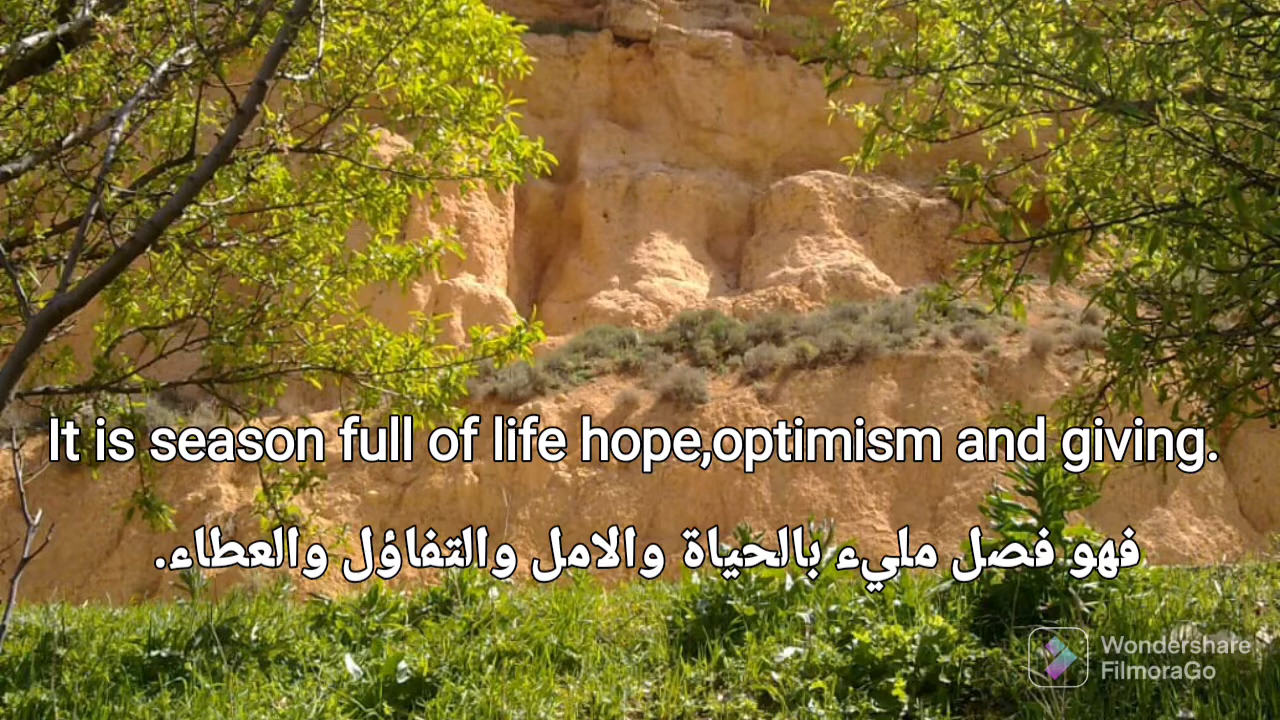 It is season full of life hope,optimism and giving.
فهو فصل مليء بالحياة والامل والتفاؤل والعطاء.
Wondershare
FilmoraGo